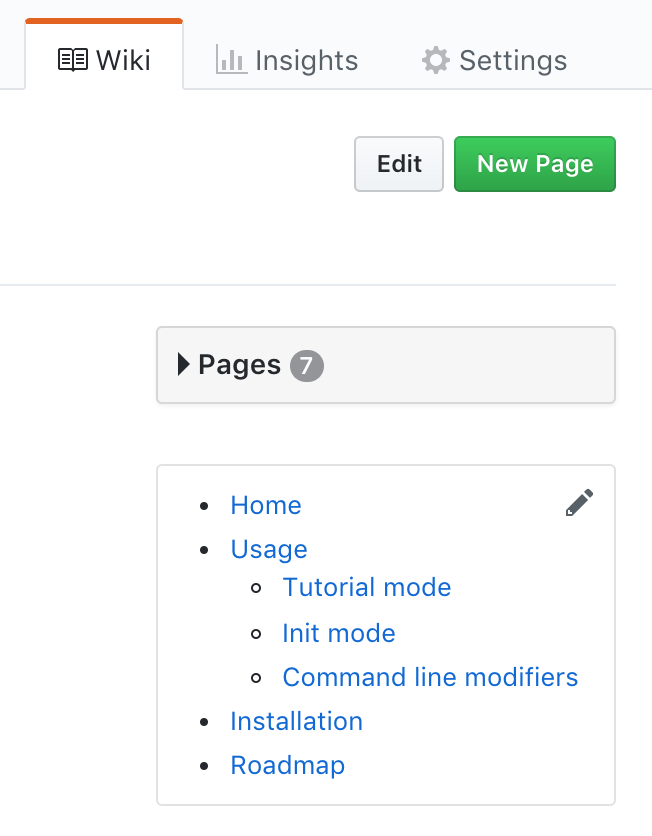 Wiki Insights Settings
Edit New Page
Pages 7
Home
Usage
Tutorial mode
Init mode
Command line modifiers
Installation
Roadmap